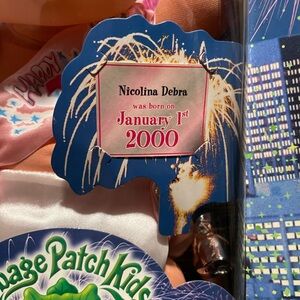 Nicolina Debra
was born on
January 1st
2000
bage Patch Kids